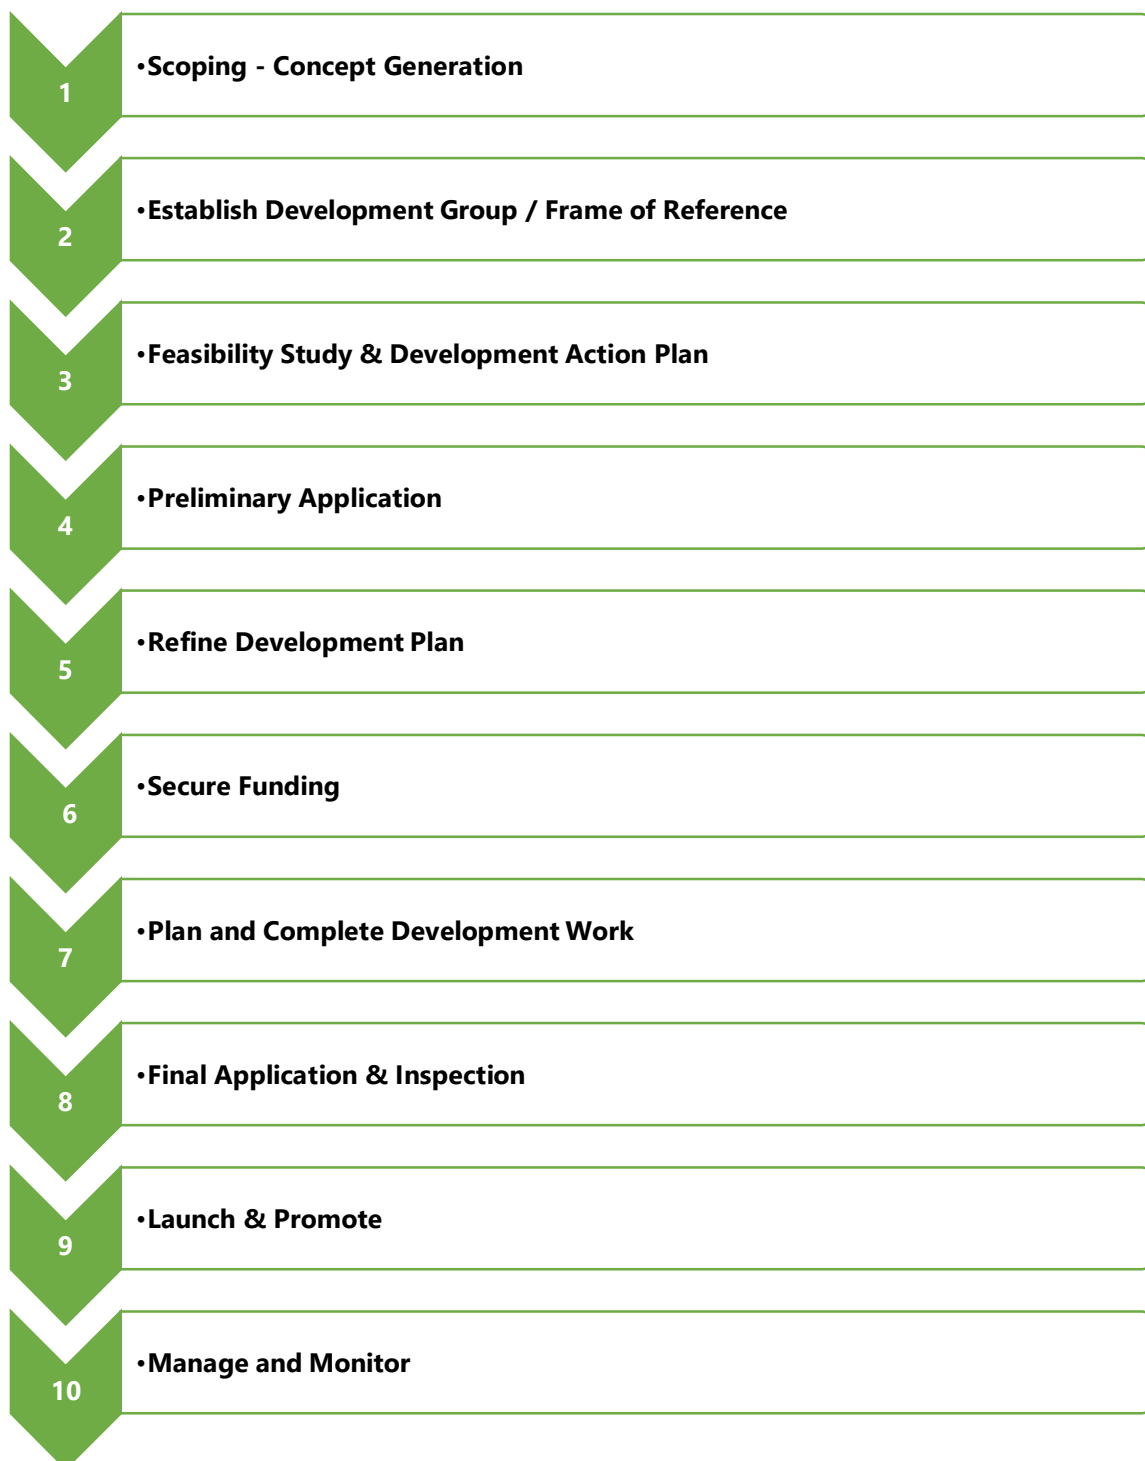 1
•Scoping - Concept Generation
2
•Establish Development Group / Frame of Reference
3
•Feasibility Study & Development Action Plan
4
•Preliminary Application
5
•Refine Development Plan
6
•Secure Funding
7
•Plan and Complete Development Work
8
•Final Application & Inspection
9
•Launch & Promote
10
•Manage and Monitor